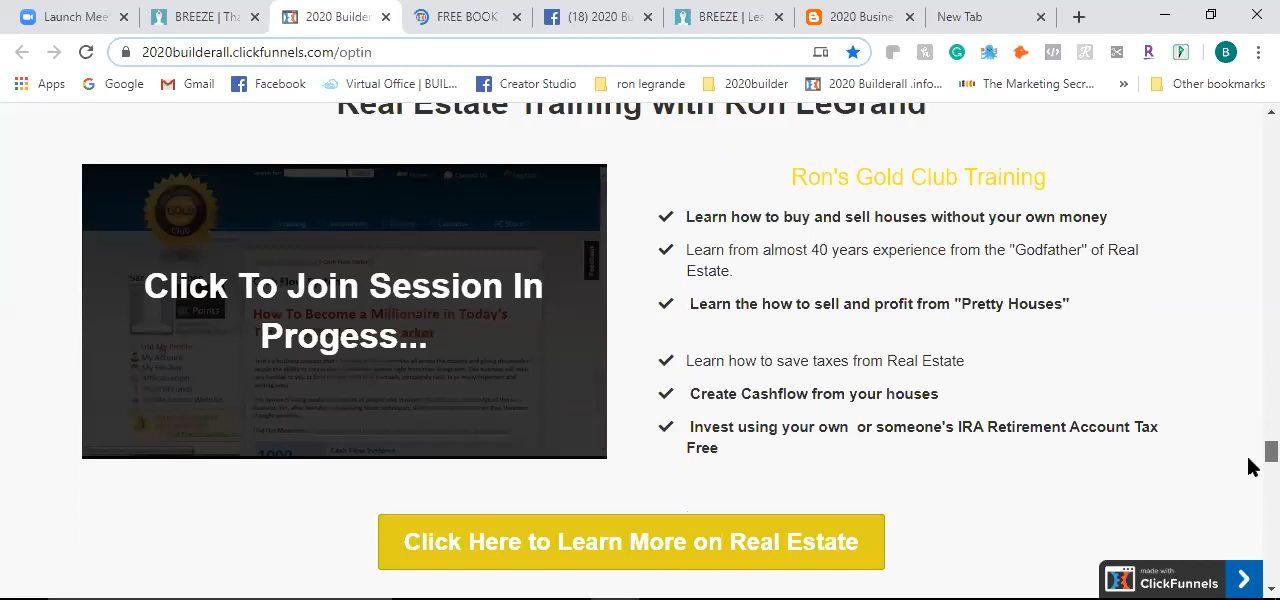 Launch Mee
BREEZE | Tha
2020 Builder
FREE BOOK
(18) 2020 Bu
BREEZE | Lea
2020 Busine
New Tab
2020builderall.clickfunnels.com/optin
B
Apps
Google
Gmail
Facebook
Virtual Office | BUIL...
Creator Studio
ron legrande
2020builder
2020 Builderall .info...
The Marketing Secr...
Other bookmarks
Real Estate Training with Ron LeGrand
Click To Join Session In
Progess...
How To Become a Millionaire in Today's
Ron's Gold Club Training
Learn how to buy and sell houses without your own money
Learn from almost 40 years experience from the "Godfather" of Real
Estate.
Learn the how to sell and profit from "Pretty Houses"
Learn how to save taxes from Real Estate
Create Cashflow from your houses
Invest using your own or someone's IRA Retirement Account Tax
Free
Click Here to Learn More on Real Estate
made with
ClickFunnels